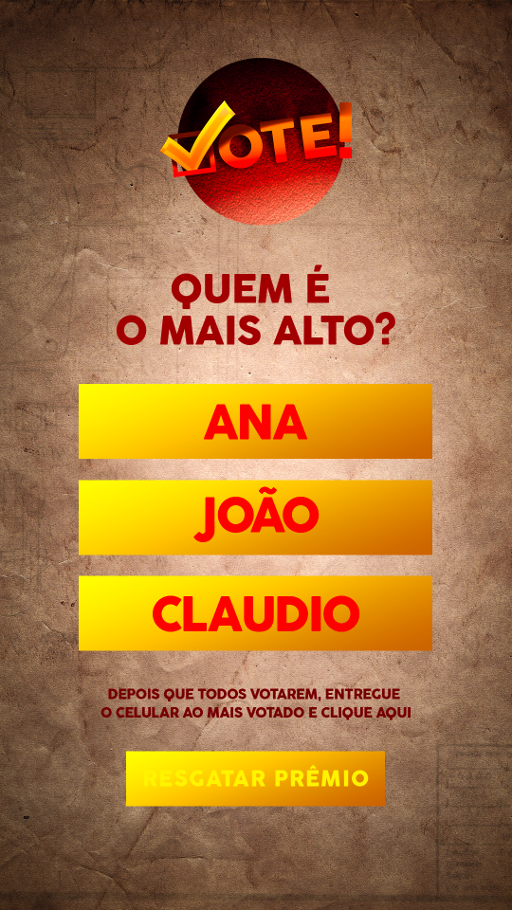 VOTE!
QUEM É
O MAIS ALTO?
ANA
JOÃO
CLAUDIO
DEPOIS QUE TODOS VOTAREM, ENTREGUE
O CELULAR AO MAIS VOTADO E CLIQUE AQUI
RESGATAR PRÊMIO